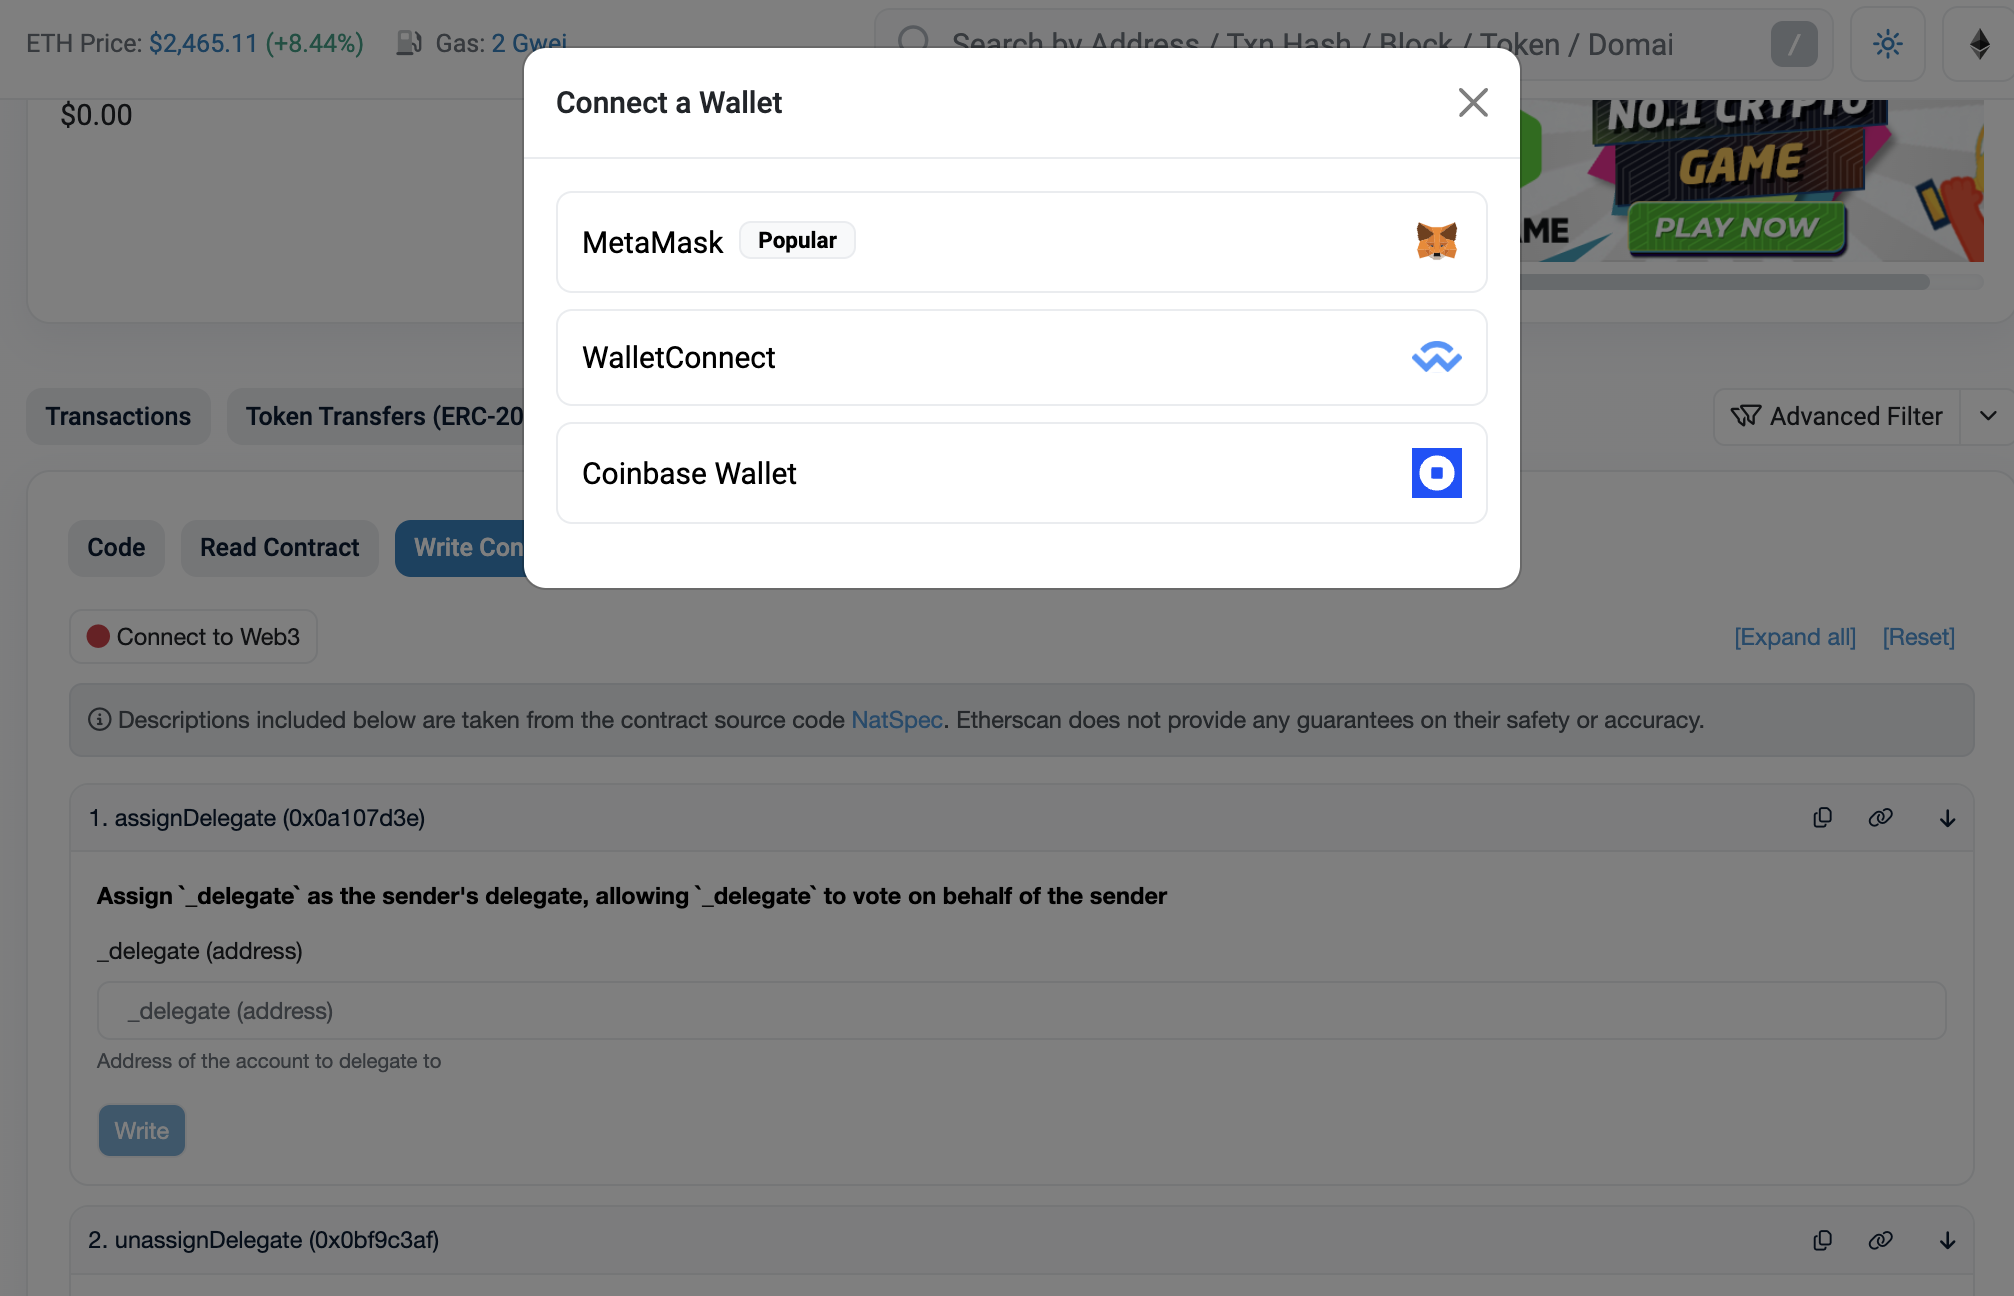 ETH Price: $2,465.11 (+8.44%) Gas: 2 Gwei
Search by Address / Txn Hash / Block / Token / Domai
/
$0.00
Connect a Wallet
NO.1 CRYPTO
GAME
PLAY NOW
MetaMask Popular
WalletConnect
Coinbase Wallet
Transactions
Token Transfers (ERC-20
Advanced Filter
Code
Read Contract
Write Con
Connect to Web3
[Expand all] [Reset]
Descriptions included below are taken from the contract source code NatSpec. Etherscan does not provide any guarantees on their safety or accuracy.
1. assignDelegate (0x0a107d3e)
Assign `_delegate` as the sender's delegate, allowing `_delegate` to vote on behalf of the sender
_delegate (address)
_delegate (address)
Address of the account to delegate to
Write
2. unassignDelegate (0x0bf9c3af)